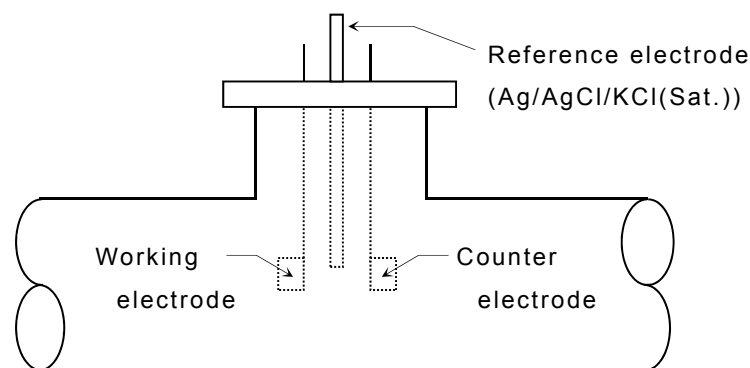 Reference electrode
(Ag/AgCl/KCl(Sat.))
Working
electrode
Counter
electrode